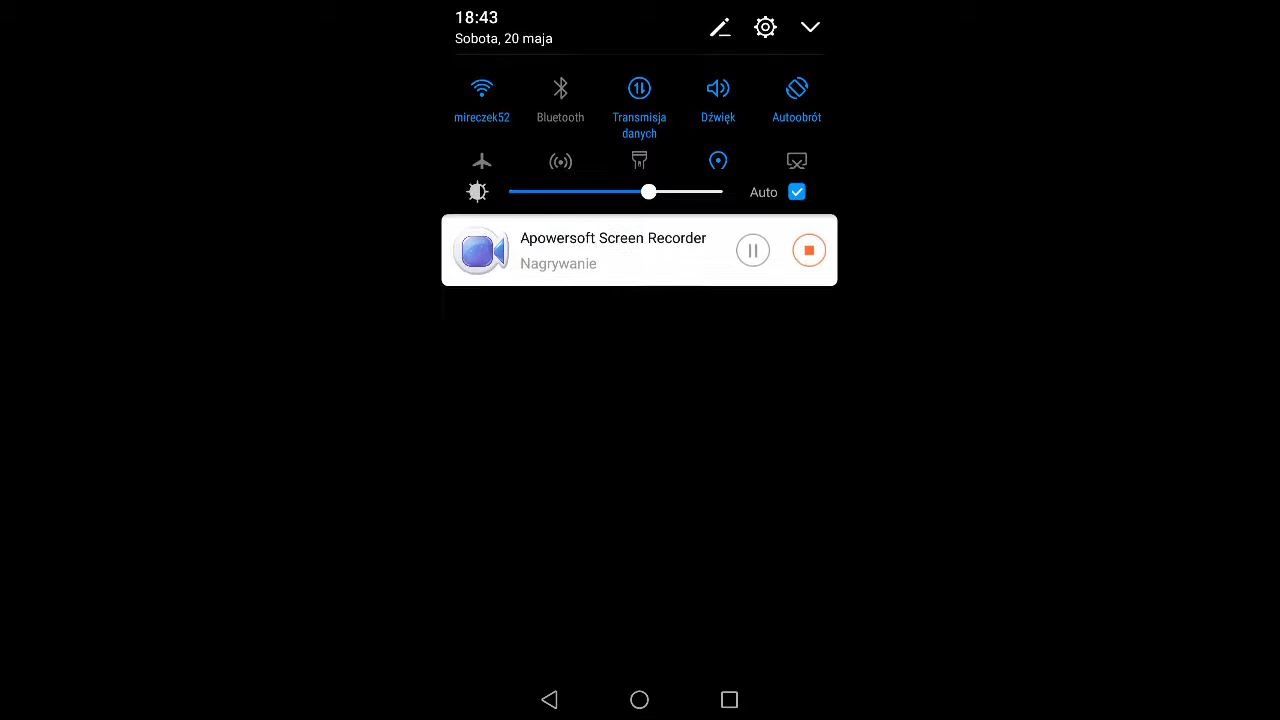 18:43
Sobota, 20 maja
mireczek52
Bluetooth
Transmisja
danych
Dźwięk
Autoobrót
Auto
Apowersoft Screen Recorder
Nagrywanie